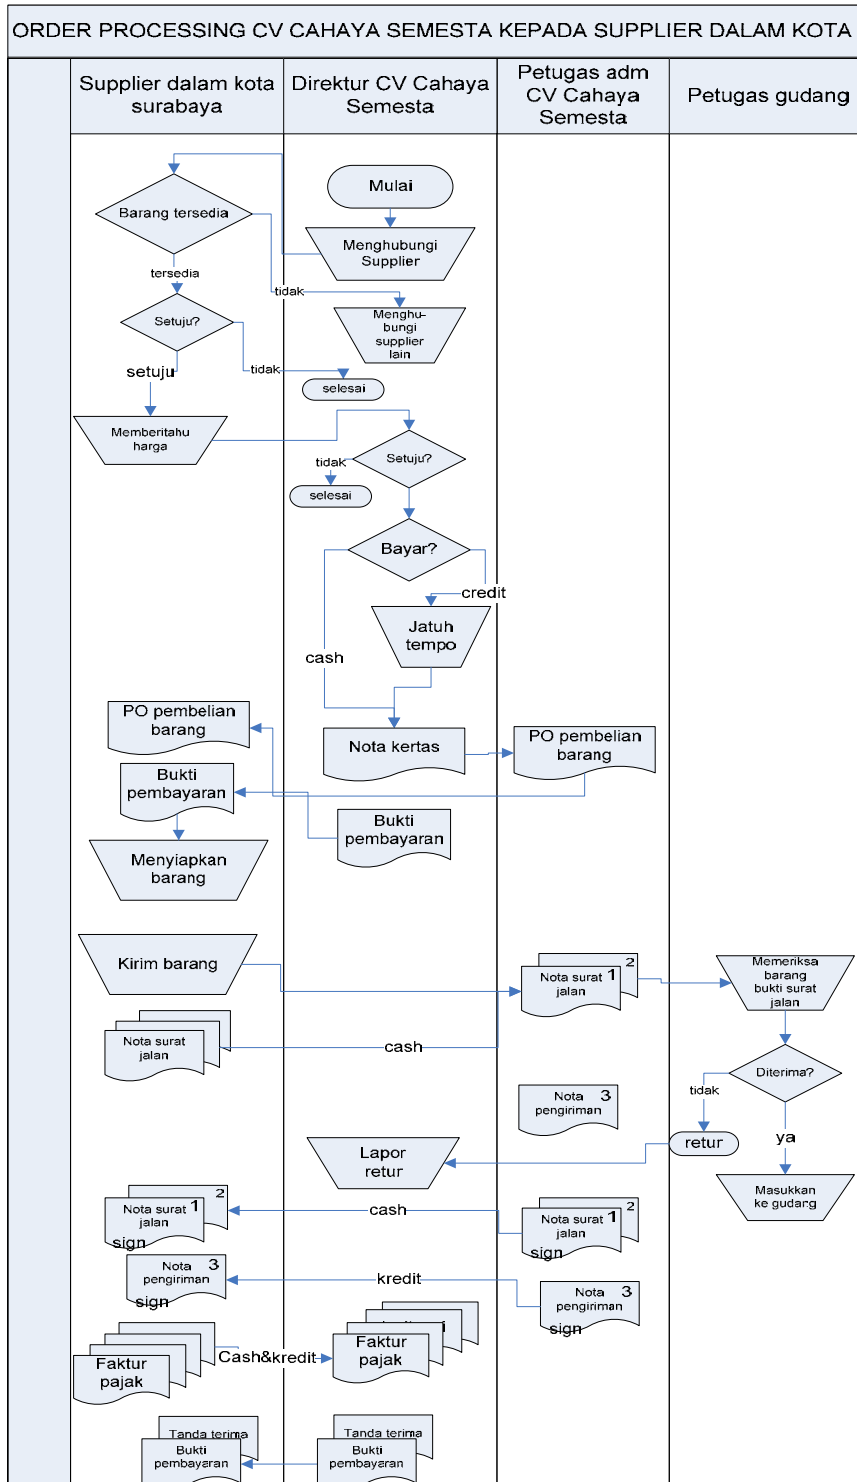 ORDER PROCESSING CV CAHAYA SEMESTA KEPADA SUPPLIER DALAM KOTA
Supplier dalam kota
surabaya
Direktur CV Cahaya
Semesta
Petugas adm
CV Cahaya
Semesta
Petugas gudang
Mulai
Barang tersedia
Menghubungi
Supplier
tersedia
tidak
Setuju?
Menghu-
bungi
supplier
lain
setuju
tidak
selesai
Memberitahu
harga
Setuju?
tidak
selesai
Bayar?
credit
Jatuh
tempo
cash
PO pembelian
barang
Nota kertas
PO pembelian
barang
Bukti
pembayaran
Bukti
pembayaran
Menyiapkan
barang
Kirim barang
2
Nota surat 1
jalan
Memeriksa
barang
bukti surat
jalan
Nota surat
jalan
cash
Diterima?
tidak
Nota 3
pengiriman
retur
ya
Lapor
retur
Masukkan
ke gudang
2
Nota surat 1
jalan
sign
cash
2
Nota surat 1
jalan
sign
Nota 3
pengiriman
sign
kredit
Nota 3
pengiriman
sign
Faktur
pajak
Cash&kredit
Faktur
pajak
Tanda terima
Bukti
pembayaran
Tanda terima
Bukti
pembayaran